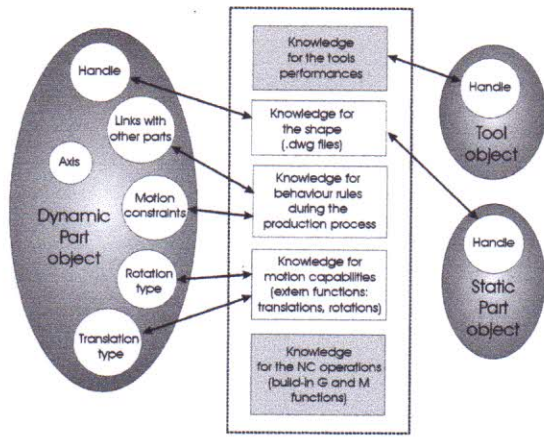 Handle
Links with
other parts
Axis
Dynamic
Part
object
Motion
constraints
Rotation
type
Translation
type
Knowledge
for the tools
performances
Knowledge for
the shape
(.dwg files)
Knowledge for
behaviour rules
during the
production process
Knowledge for
motion capabilities
(extern functions:
translations, rotations)
Knowledge
for the NC operations
(build-in G and M
functions)
Handle
Tool
object
Handle
Static
Part
object